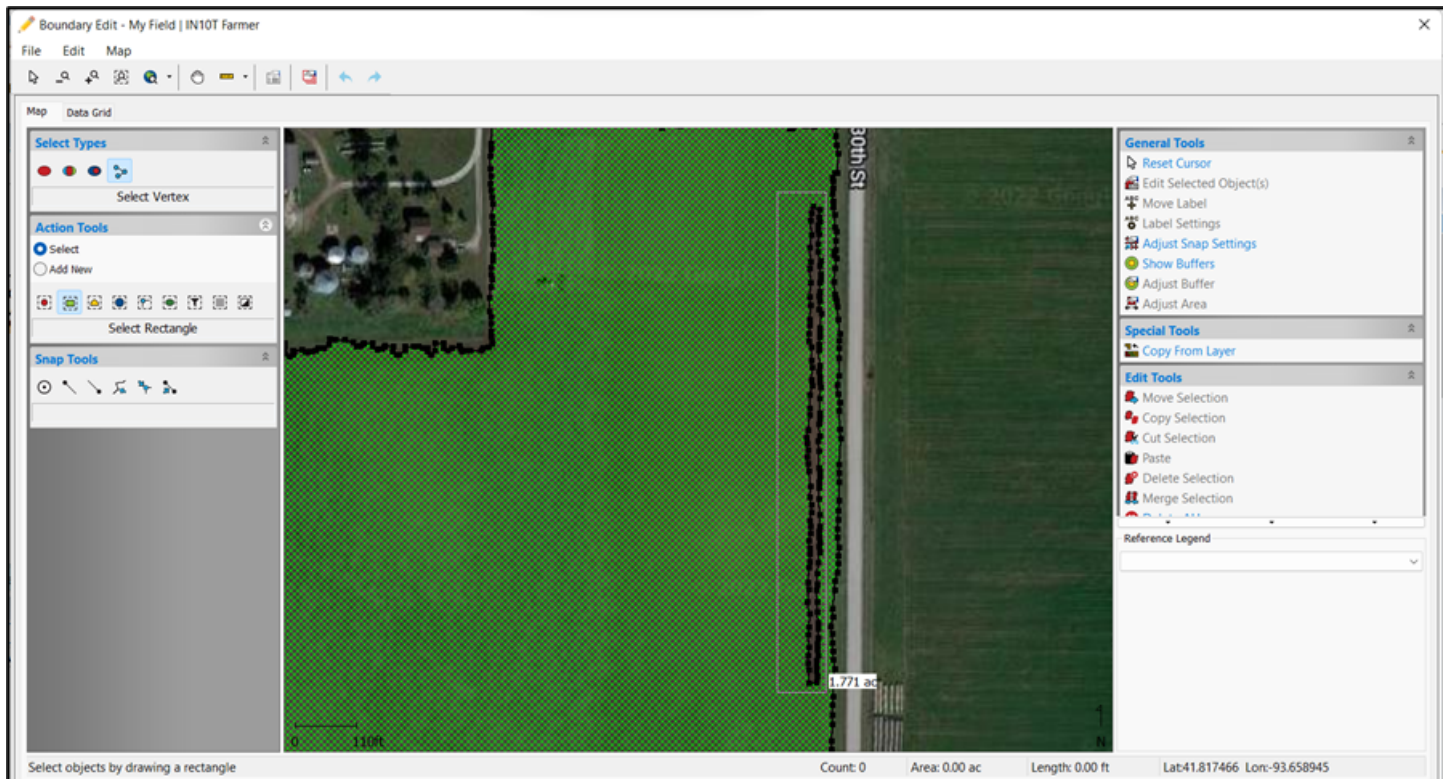 Boundary Edit - My Field | IN10T Farmer
File Edit Map
Map Data Grid
Select Types
Select Vertex
Action Tools
Select
Add New
Select Rectangle
Snap Tools
30th St
1.771 ac
0 110ft
N
General Tools
Reset Cursor
Edit Selected Object(s)
Move Label
Label Settings
Adjust Snap Settings
Show Buffers
Adjust Buffer
Adjust Area
Special Tools
Copy From Layer
Edit Tools
Move Selection
Copy Selection
Cut Selection
Paste
Delete Selection
Merge Selection
Reference Legend
Select objects by drawing a rectangle Count: 0 Area: 0.00 ac Length: 0.00 ft Lat:41.817466 Lon:-93.658945